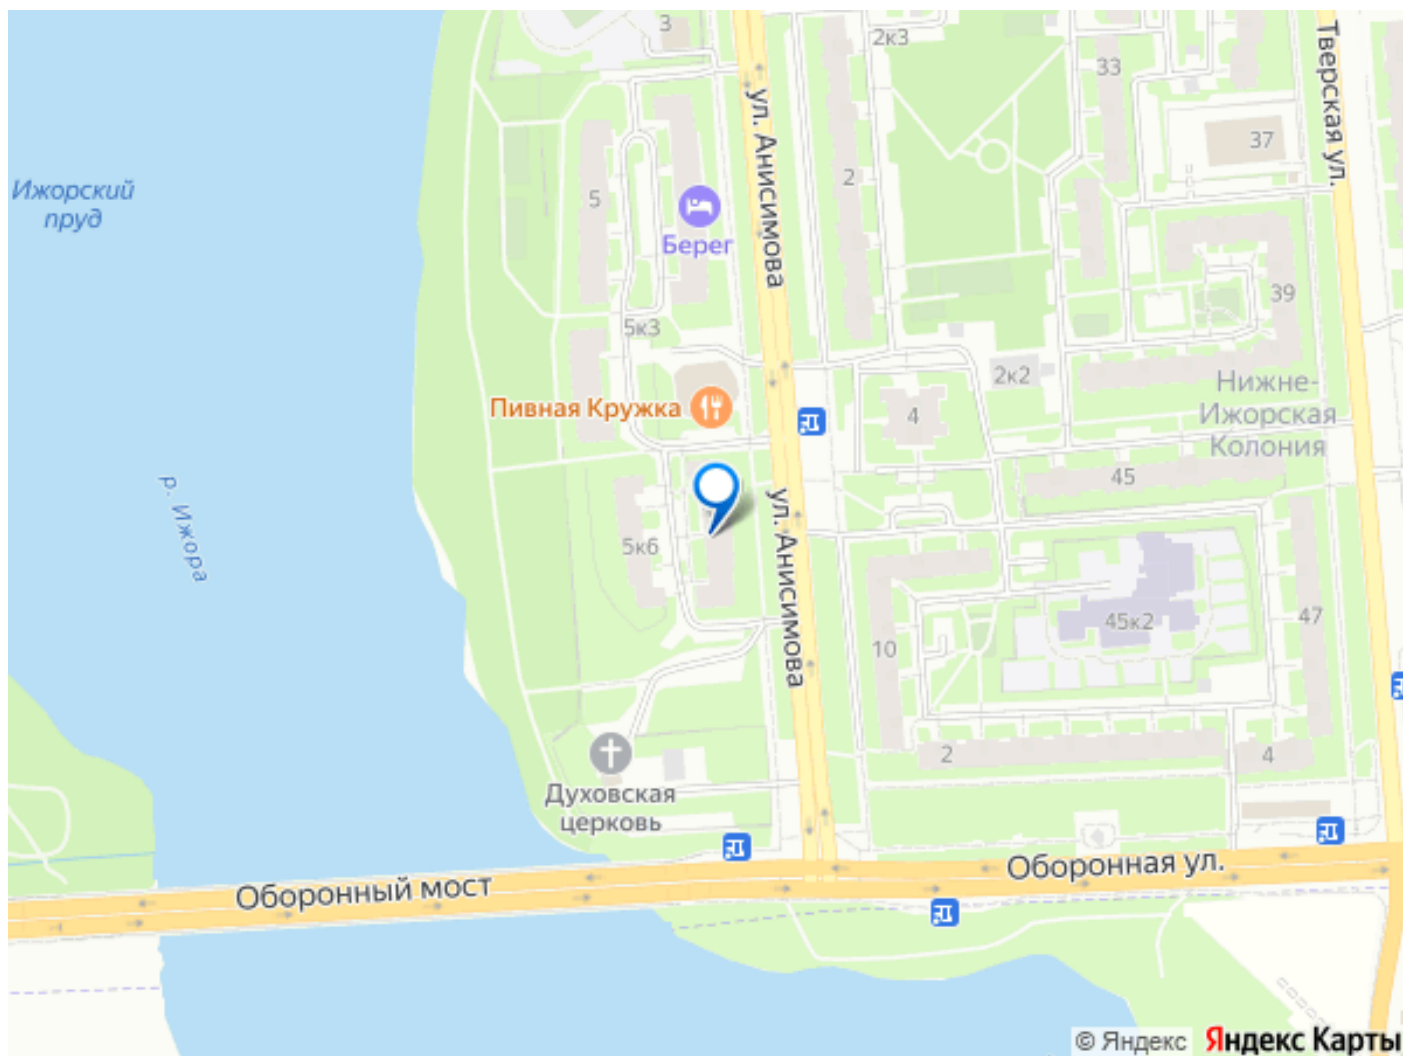 3
2к3
33
Тверская ул.
ул. Анисимова
37
2
5
Ижорский
пруд
Берег
39
5к3
2к2
Нижне-
Ижорская
Колония
Пивная Кружка
4
45
р. Ижора
ул. Анисимова
5к6
10
45к2
47
2
4
Духовская
церковь
Оборонный мост
Оборонная ул.
© Яндекс
Яндекс Карты